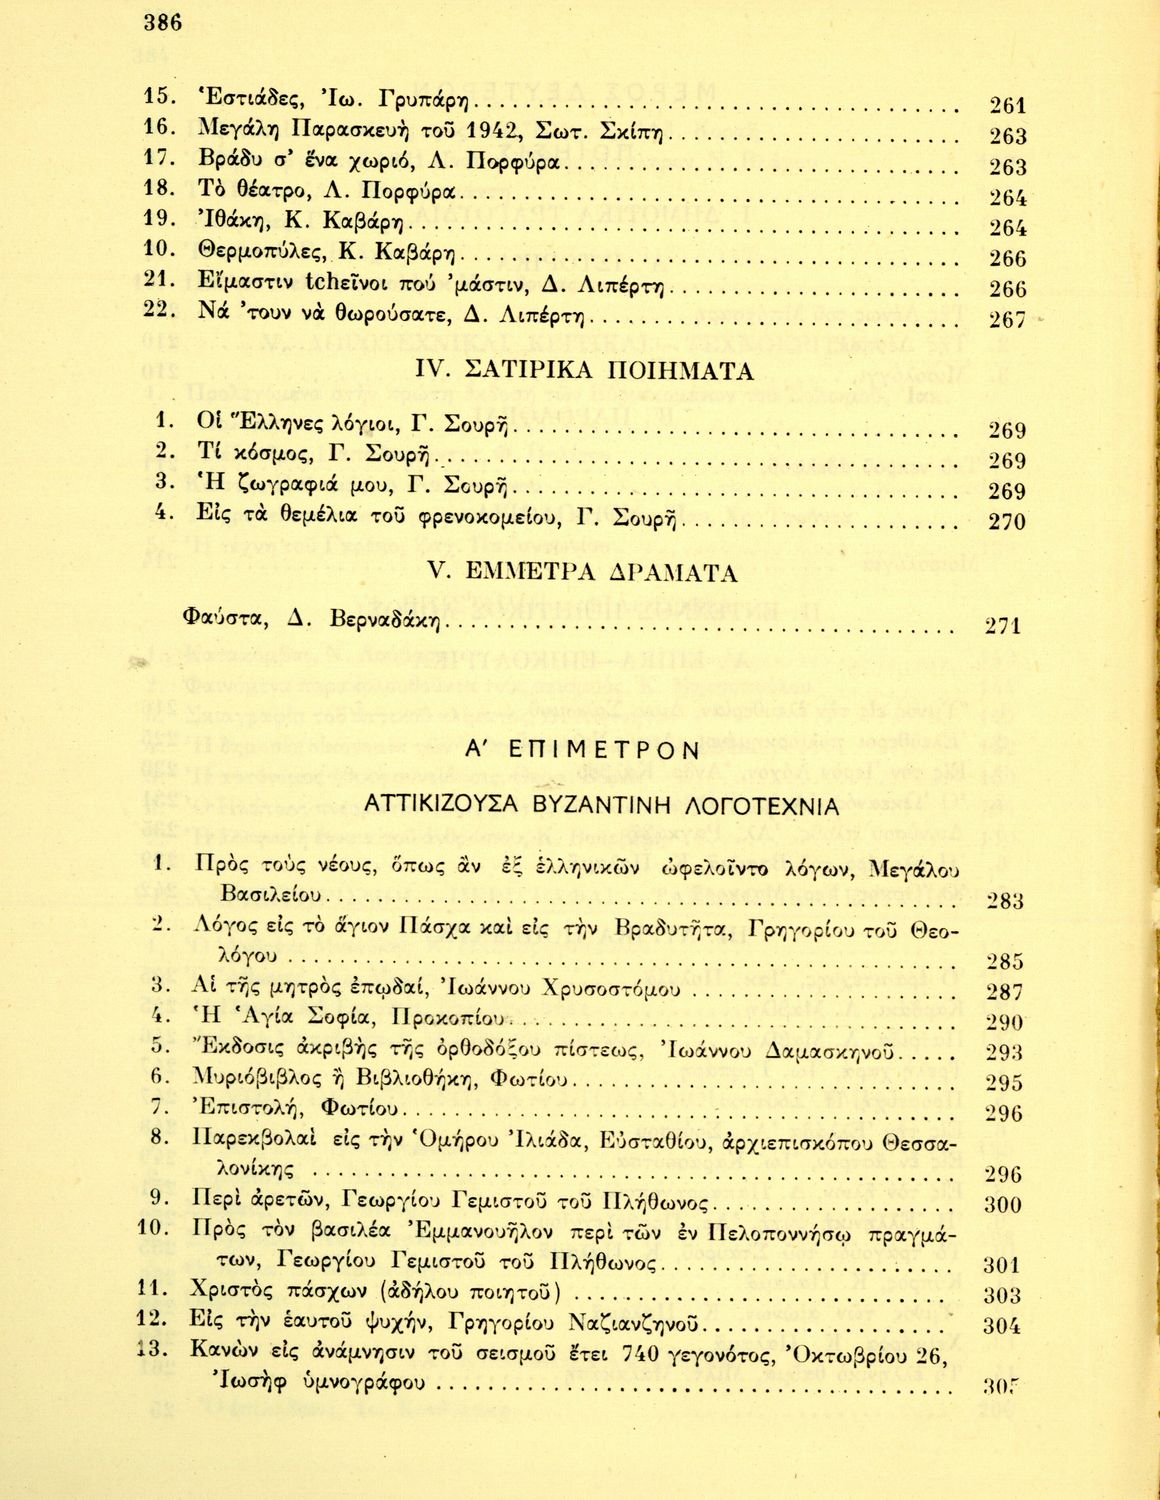 386
15. Ἑστιάδες, Ἰω. Γρυπάρη 261
16. Μεγάλη Παρασκευὴ τοῦ 1942, Σωτ. Σκίπη 263
17. Βράδυ σ' ἕνα χωριό, Λ. Πορφύρα 263
18. Τὸ θέατρο, Λ. Πορφύρα 264
19. Ἰθάκη, Κ. Καβάρη 264
10. Θερμοπύλες, Κ. Καβάρη 266
21. Εἴμαστιν tcheῖνοι πού 'μάστιν, Δ. Λιπέρτη 266
22. Νά 'τουν νὰ θωρούσατε, Δ. Λιπέρτη 267
IV. ΣΑΤΙΡΙΚΑ ΠΟΙΗΜΑΤΑ
1. Οἱ Ἕλληνες λόγιοι, Γ. Σουρῆ 269
2. Τί κόσμος, Γ. Σουρῆ 269
3. Ἡ ζωγραφιά μου, Γ. Σουρῆ 269
4. Εἰς τὰ θεμέλια τοῦ φρενοκομείου, Γ. Σουρῆ 270
V. ΕΜΜΕΤΡΑ ΔΡΑΜΑΤΑ
Φαύστα, Δ. Βερναδάκη 271
Α' ΕΠΙΜΕΤΡΟΝ
ΑΤΤΙΚΙΖΟΥΣΑ ΒΥΖΑΝΤΙΝΗ ΛΟΓΟΤΕΧΝΙΑ
1. Πρὸς τοὺς νέους, ὅπως ἂν ἐξ ἑλληνικῶν ὠφελοῖντο λόγων, Μεγάλου
Βασιλείου 283
2. Λόγος εἰς τὸ ἅγιον Πάσχα καὶ εἰς τὴν Βραδυτῆτα, Γρηγορίου τοῦ Θεο-
λόγου 285
3. Αἱ τῆς μητρὸς ἐπῳδαί, Ἰωάννου Χρυσοστόμου 287
4. Ἡ Ἁγία Σοφία, Προκοπίου 290
5. Ἔκδοσις ἀκριβὴς τῆς ὀρθοδόξου πίστεως, Ἰωάννου Δαμασκηνοῦ 293
6. Μυριόβιβλος ἢ Βιβλιοθήκη, Φωτίου 295
7. Ἐπιστολή, Φωτίου 296
8. Παρεκβολαὶ εἰς τὴν Ὁμήρου Ἰλιάδα, Εὐσταθίου, ἀρχιεπισκόπου Θεσσα-
λονίκης 296
9. Περὶ ἀρετῶν, Γεωργίου Γεμιστοῦ τοῦ Πλήθωνος 300
10. Πρὸς τὸν βασιλέα Ἐμμανουῆλον περὶ τῶν ἐν Πελοποννήσῳ πραγμά-
των, Γεωργίου Γεμιστοῦ τοῦ Πλήθωνος 301
11. Χριστὸς πάσχων (ἀδήλου ποιητοῦ) 303
12. Εἰς τὴν ἑαυτοῦ ψυχήν, Γρηγορίου Ναζιανζηνοῦ 304
13. Κανὼν εἰς ἀνάμνησιν τοῦ σεισμοῦ ἔτει 740 γεγονότος, Ὀκτωβρίου 26,
Ἰωσὴφ ὑμνογράφου 305